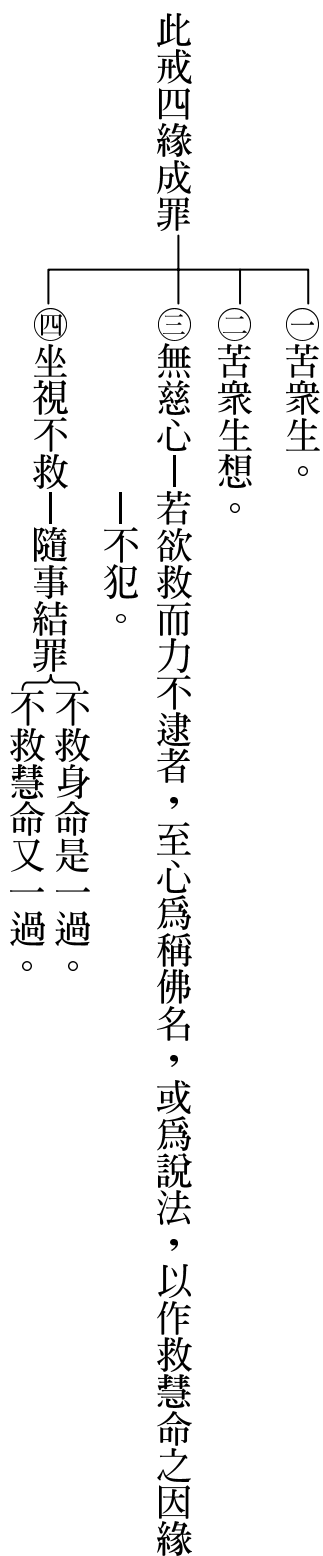 此戒四緣成罪
㊀苦衆生。
㊁苦衆生想。
㊂無慈心—若欲救而力不逮者，至心爲稱佛名，或爲說法，以作救慧命之因緣
—不犯。
㊃坐視不救—隨事結罪
不救身命是一過。
不救慧命又一過。